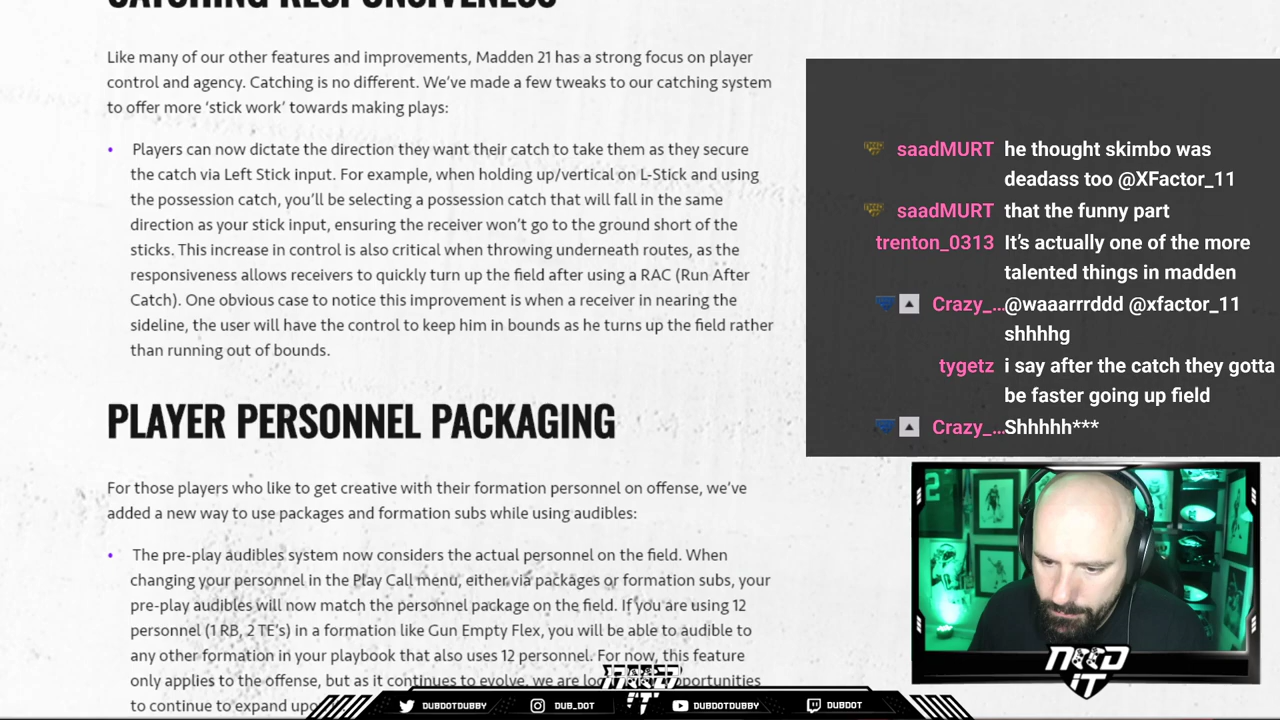 CATCHING RESPONSIVENESS
Like many of our other features and improvements, Madden 21 has a strong focus on player
control and agency. Catching is no different. We've made a few tweaks to our catching system
to offer more 'stick work' towards making plays:
• Players can now dictate the direction they want their catch to take them as they secure
the catch via Left Stick input. For example, when holding up/vertical on L-Stick and using
the possession catch, you'll be selecting a possession catch that will fall in the same
direction as your stick input, ensuring the receiver won't go to the ground short of the
sticks. This increase in control is also critical when throwing underneath routes, as the
responsiveness allows receivers to quickly turn up the field after using a RAC (Run After
Catch). One obvious case to notice this improvement is when a receiver in nearing the
sideline, the user will have the control to keep him in bounds as he turns up the field rather
than running out of bounds.
PLAYER PERSONNEL PACKAGING
For those players who like to get creative with their formation personnel on offense, we've
added a new way to use packages and formation subs while using audibles:
• The pre-play audibles system now considers the actual personnel on the field. When
changing your personnel in the Play Call menu, either via packages or formation subs, your
pre-play audibles will now match the personnel package on the field. If you are using 12
personnel (1 RB, 2 TE's) in a formation like Gun Empty Flex, you will be able to audible to
any other formation in your playbook that also uses 12 personnel. For now, this feature
only applies to the offense, but as it continues to evolve, we are
to continue to expand
saadMURT he thought skimbo was
deadass too @XFactor_11
saadMURT that the funny part
trenton_0313 It's actually one of the more
talented things in madden
Crazy_... @waaarrrddd @xfactor_11
shhhhg
tygetz i say after the catch they gotta
be faster going up field
Crazy_... Shhhhh***
NEED
IT
DUBDOTDUBBY
DUB_DOT
DUBDOTDUBBY
DUBDOT